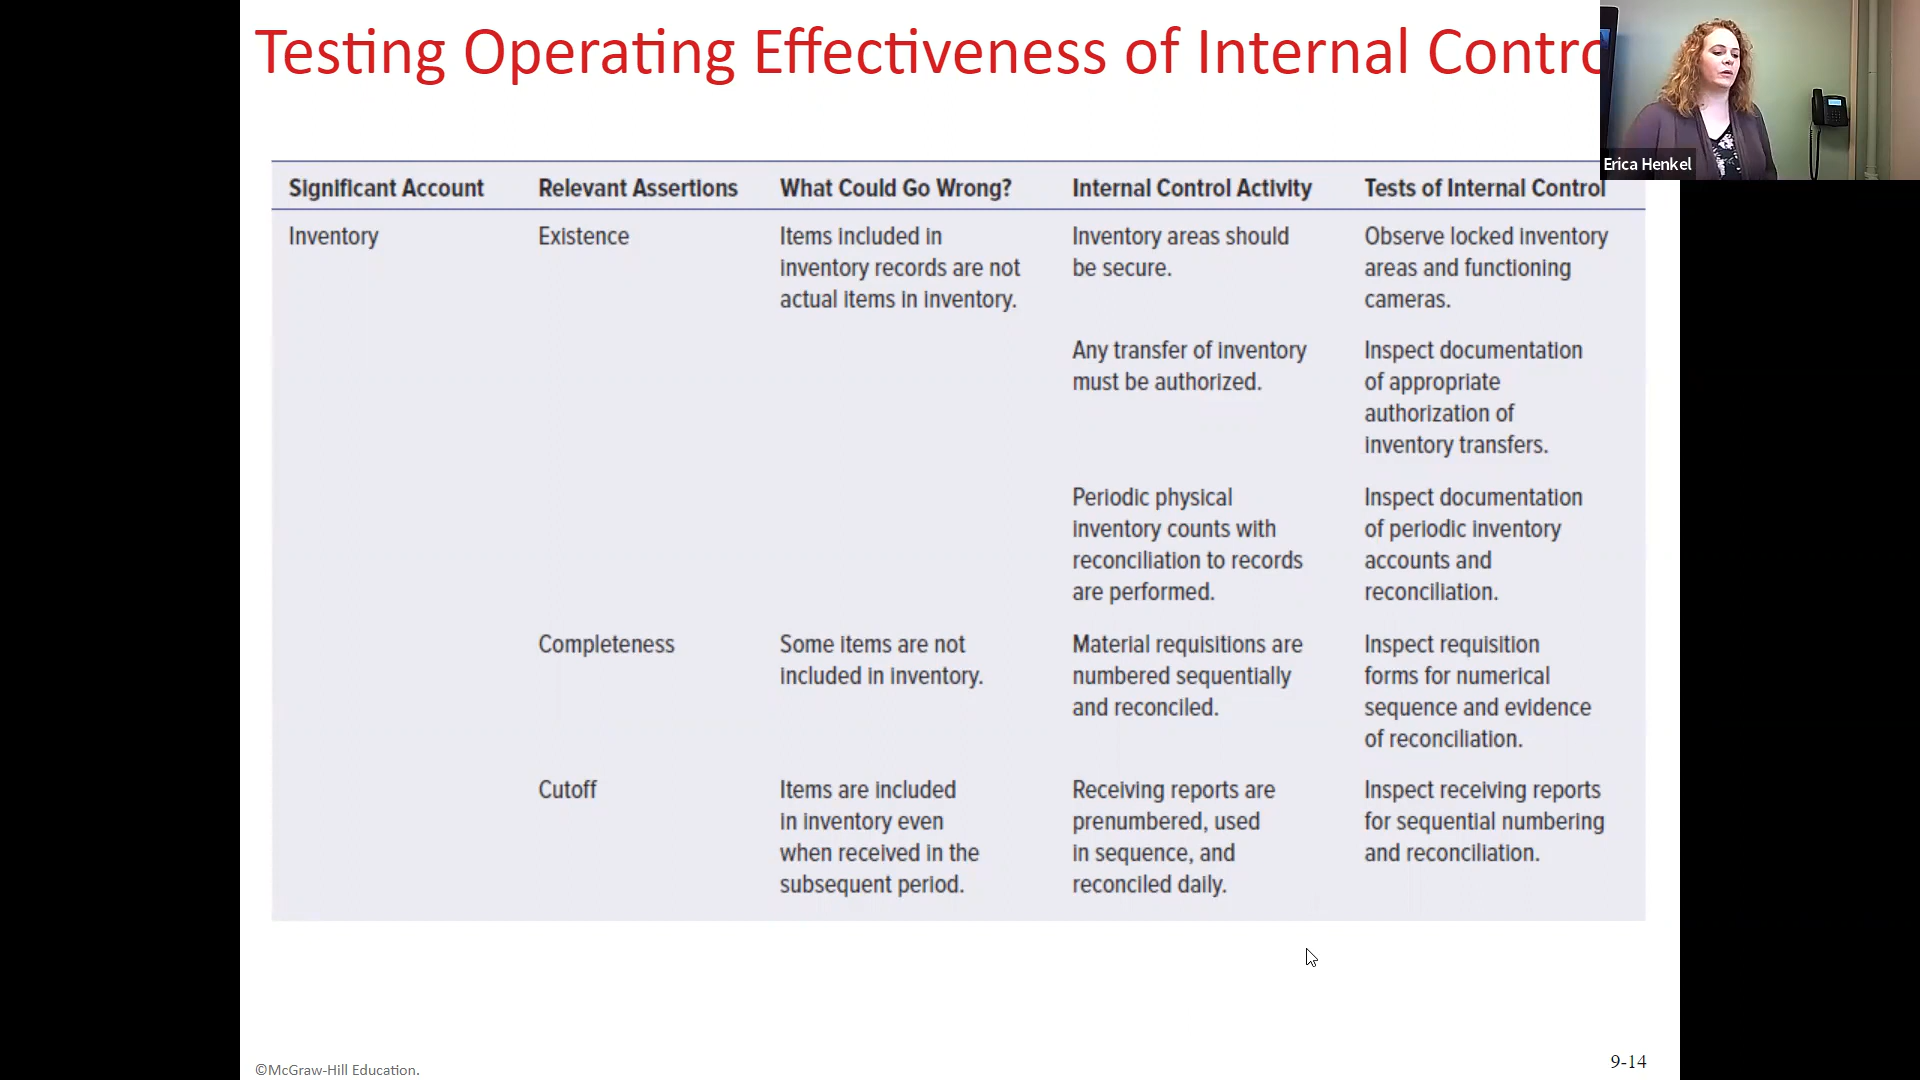 Testing Operating Effectiveness of Internal Contro
Erica Henkel
Significant Account Relevant Assertions What Could Go Wrong? Internal Control Activity Tests of Internal Control
Inventory Existence Items included in Inventory areas should Observe locked inventory
inventory records are not be secure. areas and functioning
actual items in inventory. cameras.
Any transfer of inventory Inspect documentation
must be authorized. of appropriate
authorization of
inventory transfers.
Periodic physical Inspect documentation
inventory counts with of periodic inventory
reconciliation to records accounts and
are performed. reconciliation.
Completeness Some items are not Material requisitions are Inspect requisition
included in inventory. numbered sequentially forms for numerical
and reconciled. sequence and evidence
of reconciliation.
Cutoff Items are included Receiving reports are Inspect receiving reports
in inventory even prenumbered, used for sequential numbering
when received in the in sequence, and and reconciliation.
subsequent period. reconciled daily.
©McGraw-Hill Education. 9-14